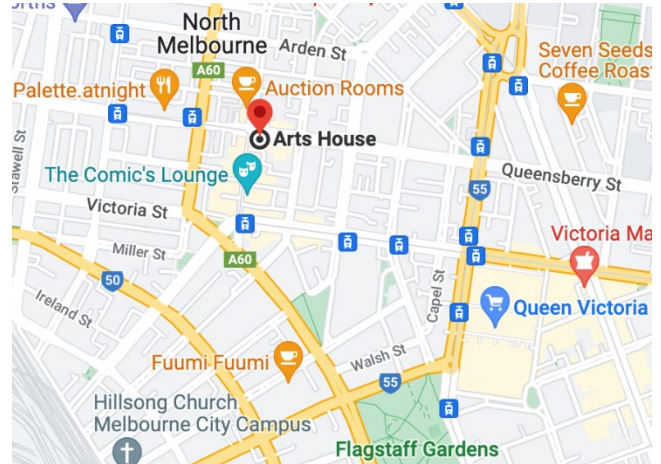 North
Melbourne
Arden St
Seven Seeds
Coffee Roast
A60
Palette.atnight
Auction Rooms
Arts House
Stawell St
The Comic's Lounge
Queensberry St
55
Victoria St
Victoria Ma
Miller St
A60
50
Capel St
Ireland St
Queen Victoria
Fuumi Fuumi
Walsh St
55
Hillsong Church
Melbourne City Campus
Flagstaff Gardens